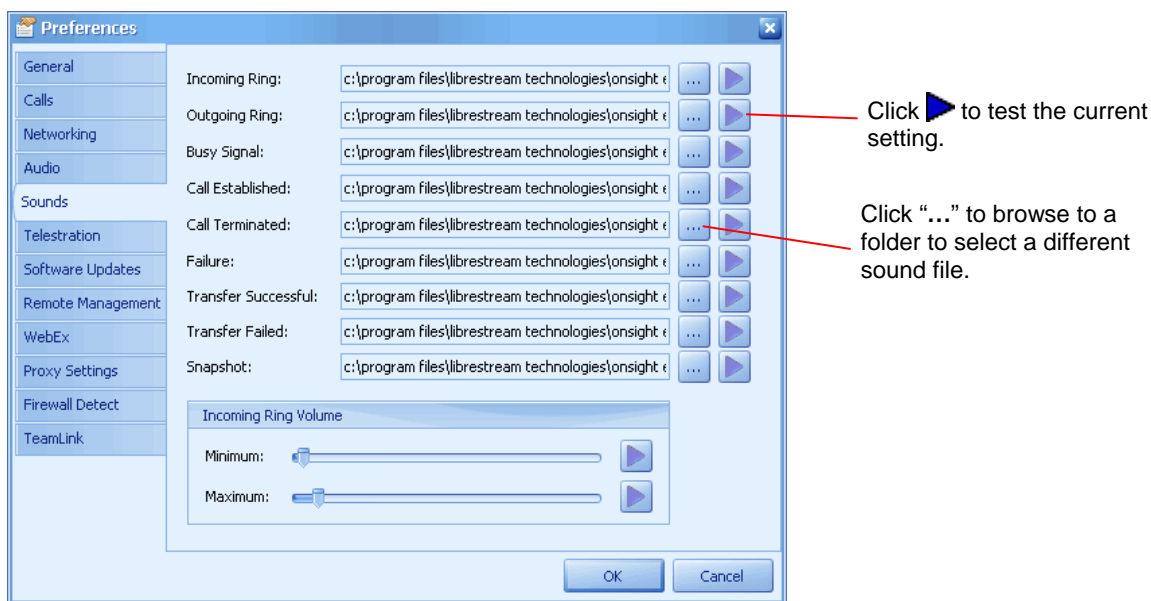 Preferences
General
Calls
Networking
Audio
Sounds
Telestration
Software Updates
Remote Management
WebEx
Proxy Settings
Firewall Detect
TeamLink
Incoming Ring: c:\program files\librestream technologies\onsight e ...
Outgoing Ring: c:\program files\librestream technologies\onsight e ...
Busy Signal: c:\program files\librestream technologies\onsight e ...
Call Established: c:\program files\librestream technologies\onsight e ...
Call Terminated: c:\program files\librestream technologies\onsight e ...
Failure: c:\program files\librestream technologies\onsight e ...
Transfer Successful: c:\program files\librestream technologies\onsight e ...
Transfer Failed: c:\program files\librestream technologies\onsight e ...
Snapshot: c:\program files\librestream technologies\onsight e ...
Incoming Ring Volume
Minimum:
Maximum:
OK Cancel
Click to test the current
setting.
Click “...” to browse to a
folder to select a different
sound file.